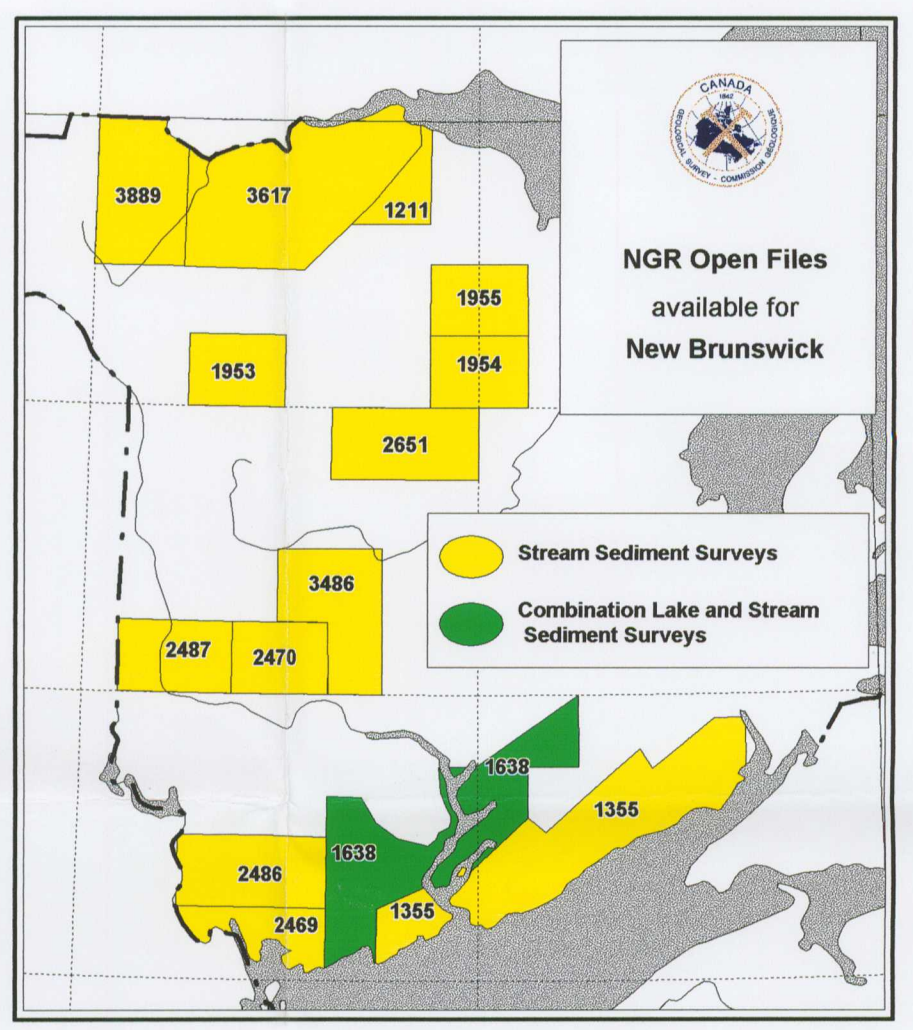 CANADA
1842
GEOLOGICAL SURVEY - COMMISSION GÉOLOGIQUE
NGR Open Files
available for
New Brunswick
3889
3617
1211
1955
1954
1953
2651
Stream Sediment Surveys
Combination Lake and Stream
Sediment Surveys
3486
2487
2470
1638
1355
1638
2486
1355
2469